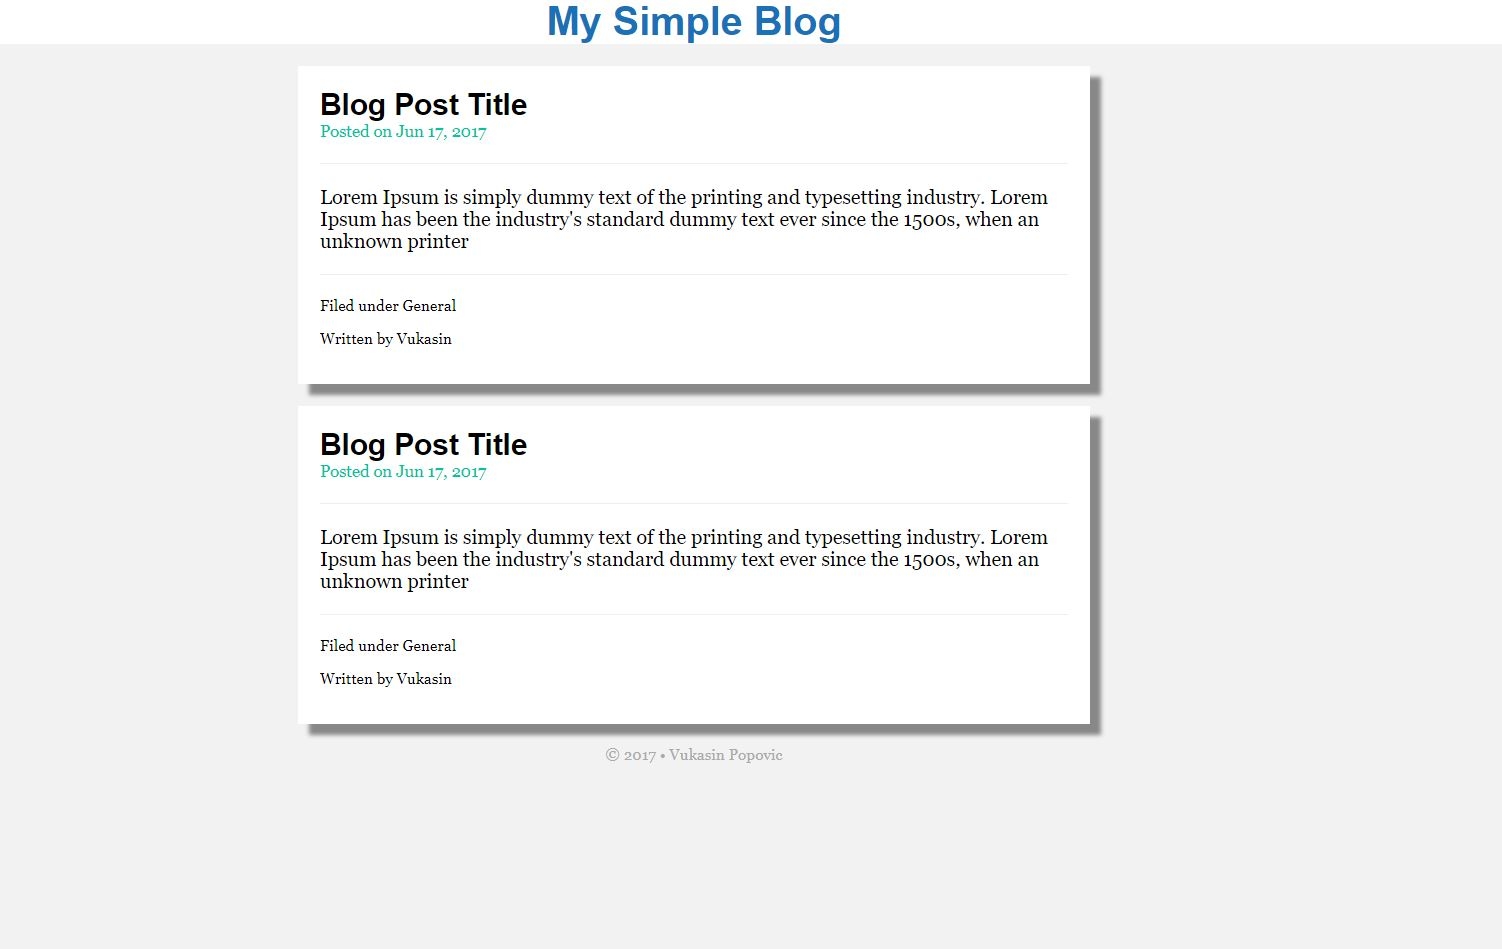 My Simple Blog
Blog Post Title
Posted on Jun 17, 2017
Lorem Ipsum is simply dummy text of the printing and typesetting industry. Lorem
Ipsum has been the industry's standard dummy text ever since the 1500s, when an
unknown printer
Filed under General
Written by Vukasin
Blog Post Title
Posted on Jun 17, 2017
Lorem Ipsum is simply dummy text of the printing and typesetting industry. Lorem
Ipsum has been the industry's standard dummy text ever since the 1500s, when an
unknown printer
Filed under General
Written by Vukasin
© 2017 • Vukasin Popovic